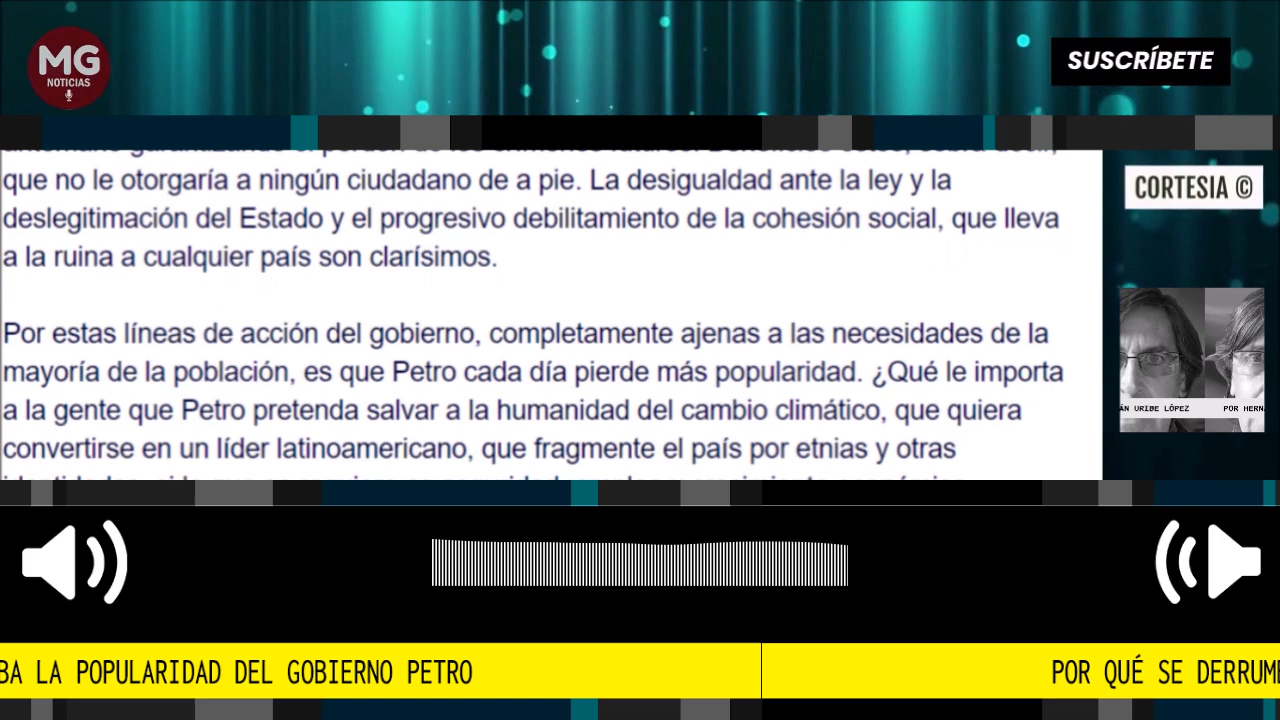 MG
NOTICIAS
SUSCRÍBETE
que no le otorgaría a ningún ciudadano de a pie. La desigualdad ante la ley y la
deslegitimación del Estado y el progresivo debilitamiento de la cohesión social, que lleva
a la ruina a cualquier país son clarísimos.
Por estas líneas de acción del gobierno, completamente ajenas a las necesidades de la
mayoría de la población, es que Petro cada día pierde más popularidad. ¿Qué le importa
a la gente que Petro pretenda salvar a la humanidad del cambio climático, que quiera
convertirse en un líder latinoamericano, que fragmente el país por etnias y otras
CORTESIA ©
ÁN URIBE LÓPEZ POR HERN
BA LA POPULARIDAD DEL GOBIERNO PETRO
POR QUÉ SE DERRUM